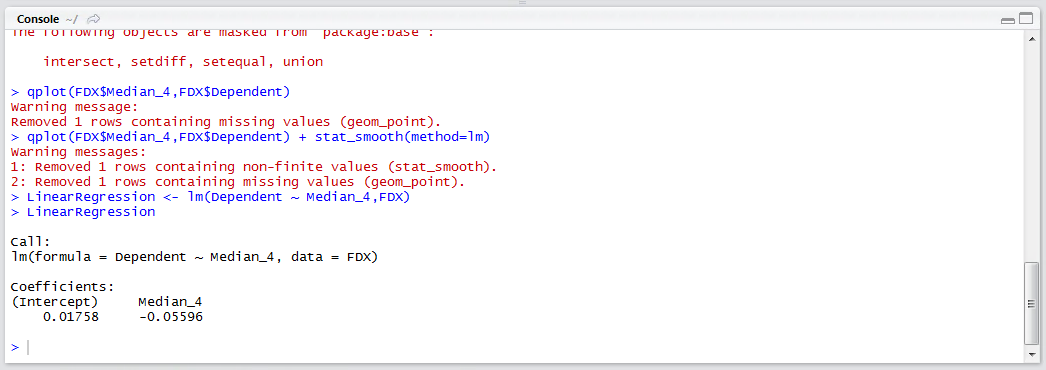 Console ~/
The following objects are masked from ‘package:base’:
intersect, setdiff, setequal, union
> qplot(FDX$Median_4,FDX$Dependent)
Warning message:
Removed 1 rows containing missing values (geom_point).
> qplot(FDX$Median_4,FDX$Dependent) + stat_smooth(method=lm)
Warning messages:
1: Removed 1 rows containing non-finite values (stat_smooth).
2: Removed 1 rows containing missing values (geom_point).
> LinearRegression <- lm(Dependent ~ Median_4,FDX)
> LinearRegression
Call:
lm(formula = Dependent ~ Median_4, data = FDX)
Coefficients:
(Intercept)     Median_4
0.01758     -0.05596
>